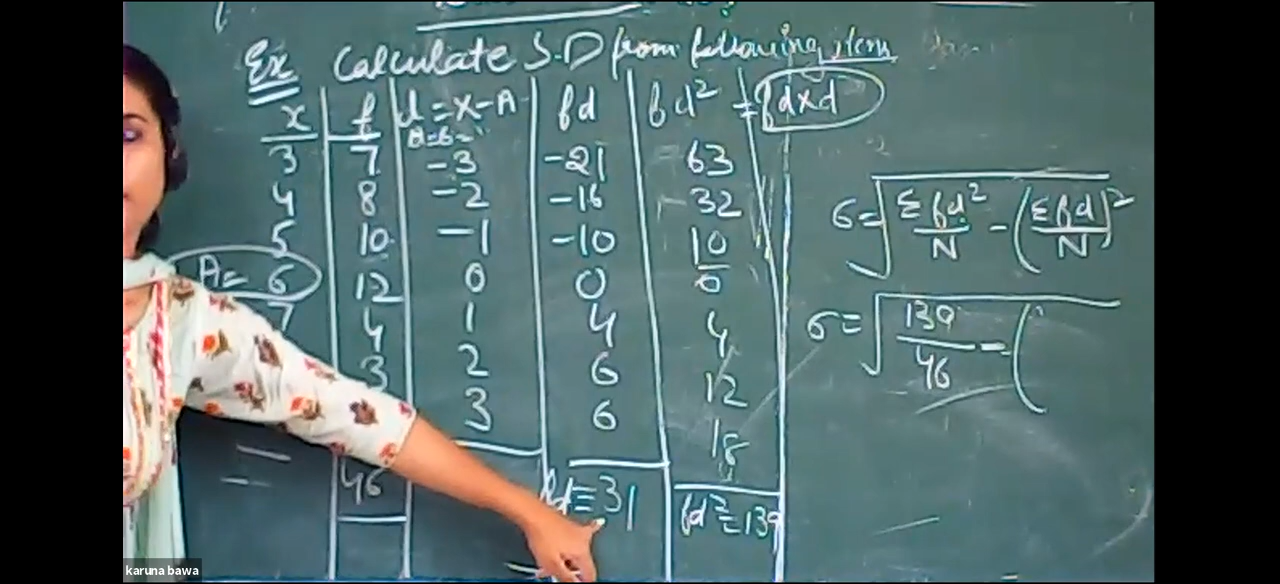 Ex Calculate S.D from following item
x f d = x - A fd fd² = fdxd
A=6
3 7 -3 -21 63
4 8 -2 -16 32
5 10 -1 -10 10
A= 6 12 0 0 0
7 4 1 4 4
3 2 6 12
3 6 18
46 fd = 31 fd² = 139
σ = √ Σfd²/N - (Σfd/N)²
σ = √ 139/46 - (
karuna bawa